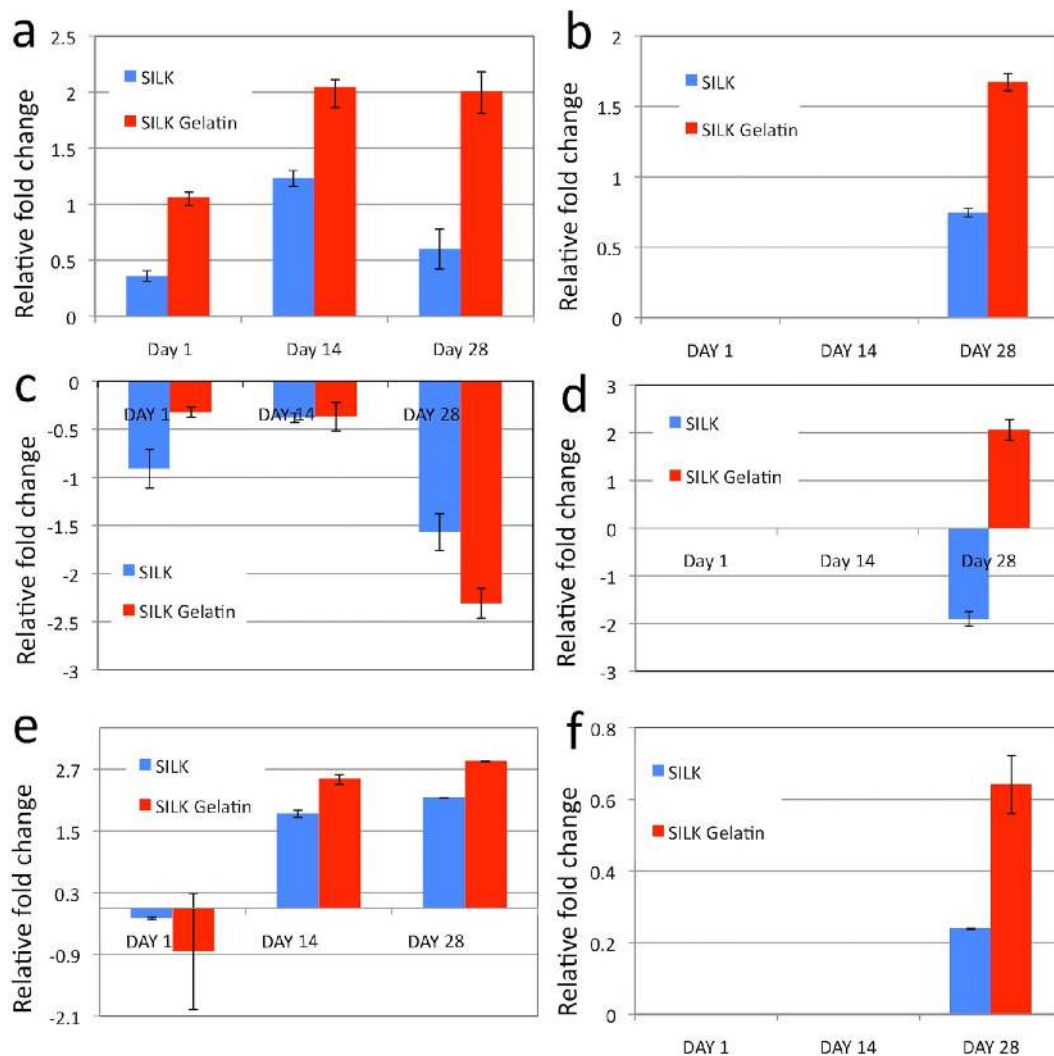 a
2.5
2
1.5
1
0.5
0
Relative fold change
SILK
SILK Gelatin
Day 1 Day 14 Day 28
b
2
1.5
1
0.5
0
Relative fold change
SILK
SILK Gelatin
DAY 1 DAY 14 DAY 28
c
0
-0.5
-1
-1.5
-2
-2.5
-3
Relative fold change
DAY 1 DAY 14 DAY 28
SILK
SILK Gelatin
d
3
2
1
0
-1
-2
-3
Relative fold change
SILK
SILK Gelatin
Day 1 Day 14 Day 28
e
2.7
1.5
0.3
-0.9
-2.1
Relative fold change
SILK
SILK Gelatin
DAY 1 DAY 14 DAY 28
f
0.8
0.6
0.4
0.2
0
Relative fold change
SILK
SILK Gelatin
DAY 1 DAY 14 DAY 28